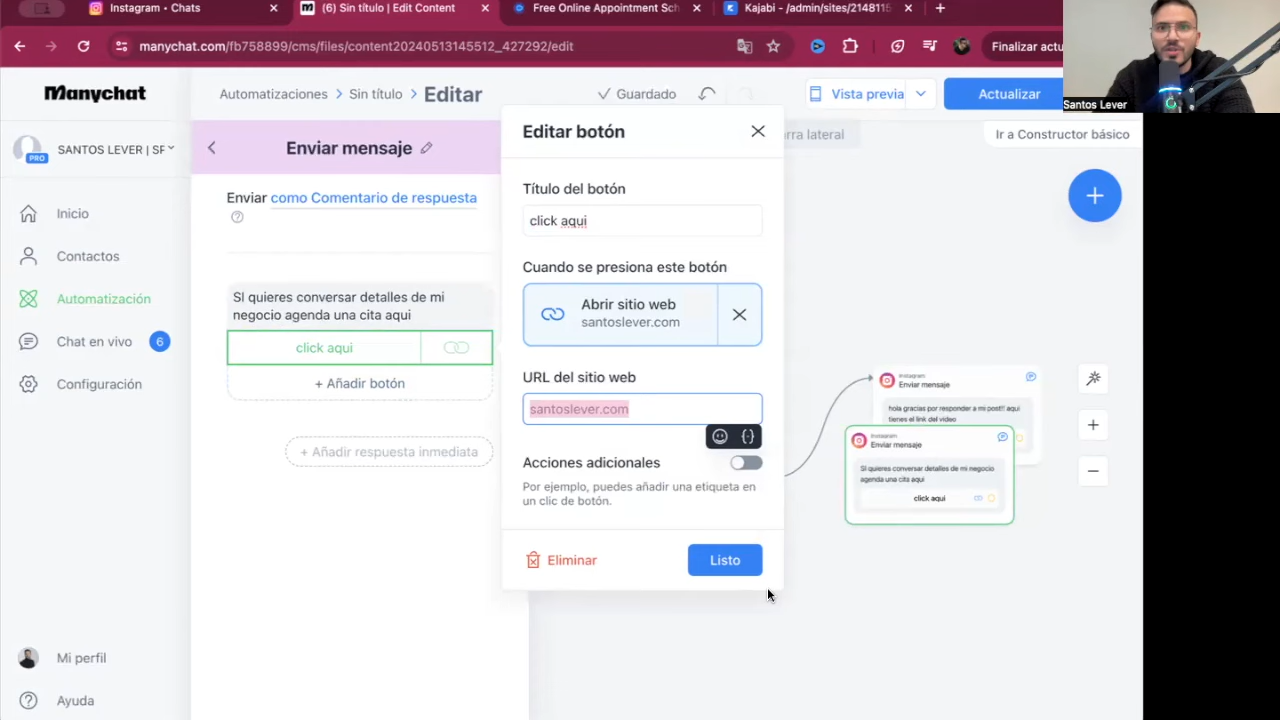 Instagram • Chats
(6) Sin título | Edit Content
Free Online Appointment Sch
Kajabi - /admin/sites/2148115
manychat.com/fb758899/cms/files/content20240513145512_427292/edit
Finalizar actu
Santos Lever
Manychat
Automatizaciones > Sin título > Editar
Guardado
Vista previa
Actualizar
PRO
SANTOS LEVER | SF
Inicio
Contactos
Automatización
Chat en vivo 6
Configuración
Mi perfil
Ayuda
Enviar mensaje
Enviar como Comentario de respuesta
SI quieres conversar detalles de mi
negocio agenda una cita aqui
click aqui
+ Añadir botón
+ Añadir respuesta inmediata
Editar botón
Título del botón
click aqui
Cuando se presiona este botón
Abrir sitio web
santoslever.com
URL del sitio web
santoslever.com
Acciones adicionales
Por ejemplo, puedes añadir una etiqueta en
un clic de botón.
Eliminar
Listo
rra lateral
Ir a Constructor básico
Instagram
Enviar mensaje
hola gracias por responder a mi post!! aqui
tienes el link del video
Instagram
Enviar mensaje
SI quieres conversar detalles de mi negocio
agenda una cita aqui
click aqui